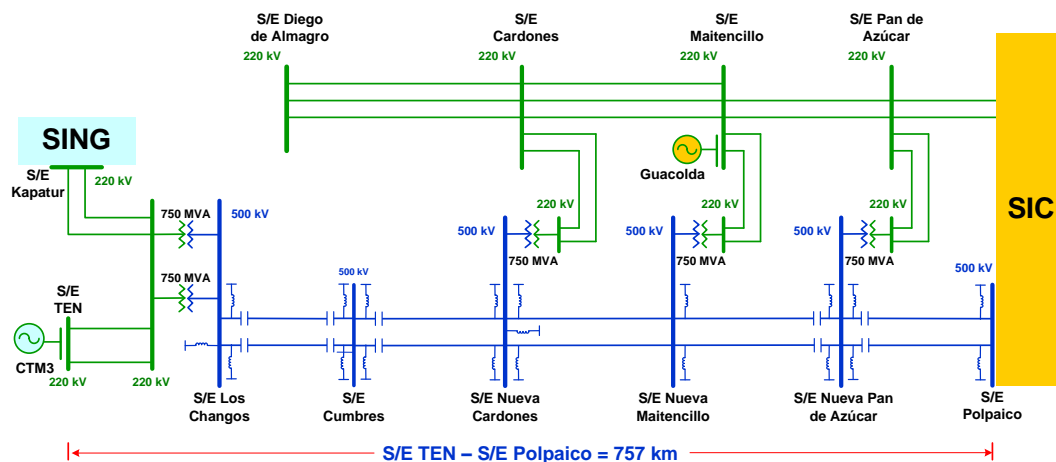 S/E Diego
de Almagro
220 kV
S/E
Cardones
220 kV
S/E
Maitencillo
220 kV
S/E Pan de
Azúcar
220 kV
SING
S/E
Kapatur
220 kV
Guacolda
SIC
750 MVA
500 kV
220 kV
500 kV
750 MVA
220 kV
500 kV
750 MVA
220 kV
500 kV
750 MVA
750 MVA
500 kV
500 kV
S/E
TEN
CTM3
220 kV
220 kV
S/E Los
Changos
S/E
Cumbres
S/E Nueva
Cardones
S/E Nueva
Maitencillo
S/E Nueva Pan
de Azúcar
S/E
Polpaico
S/E TEN – S/E Polpaico = 757 km